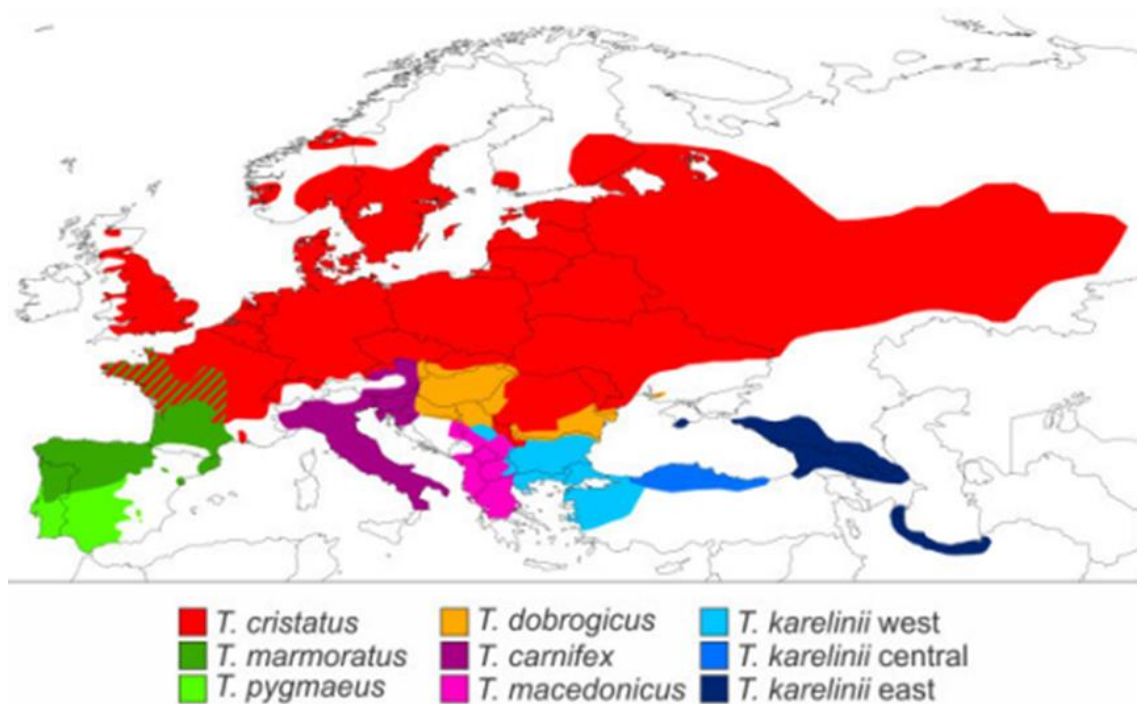 T. cristatus T. dobrogicus T. karelinii west
T. marmoratus T. carnifex T. karelinii central
T. pygmaeus T. macedonicus T. karelinii east